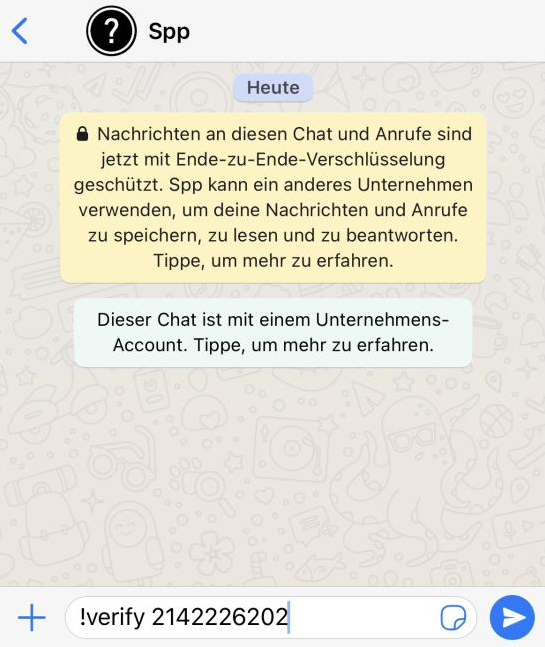 ?
Spp
Heute
Nachrichten an diesen Chat und Anrufe sind
jetzt mit Ende-zu-Ende-Verschlüsselung
geschützt. Spp kann ein anderes Unternehmen
verwenden, um deine Nachrichten und Anrufe
zu speichern, zu lesen und zu beantworten.
Tippe, um mehr zu erfahren.
Dieser Chat ist mit einem Unternehmens-
Account. Tippe, um mehr zu erfahren.
!verify 2142226202